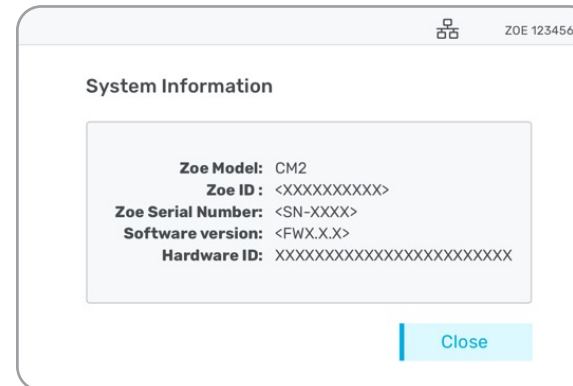 ZOE 123456
System Information
Zoe Model: CM2
Zoe ID : <XXXXXXXXXX>
Zoe Serial Number: <SN-XXXX>
Software version: <FWX.X.X>
Hardware ID: XXXXXXXXXXXXXXXXXXXXXXXX
Close